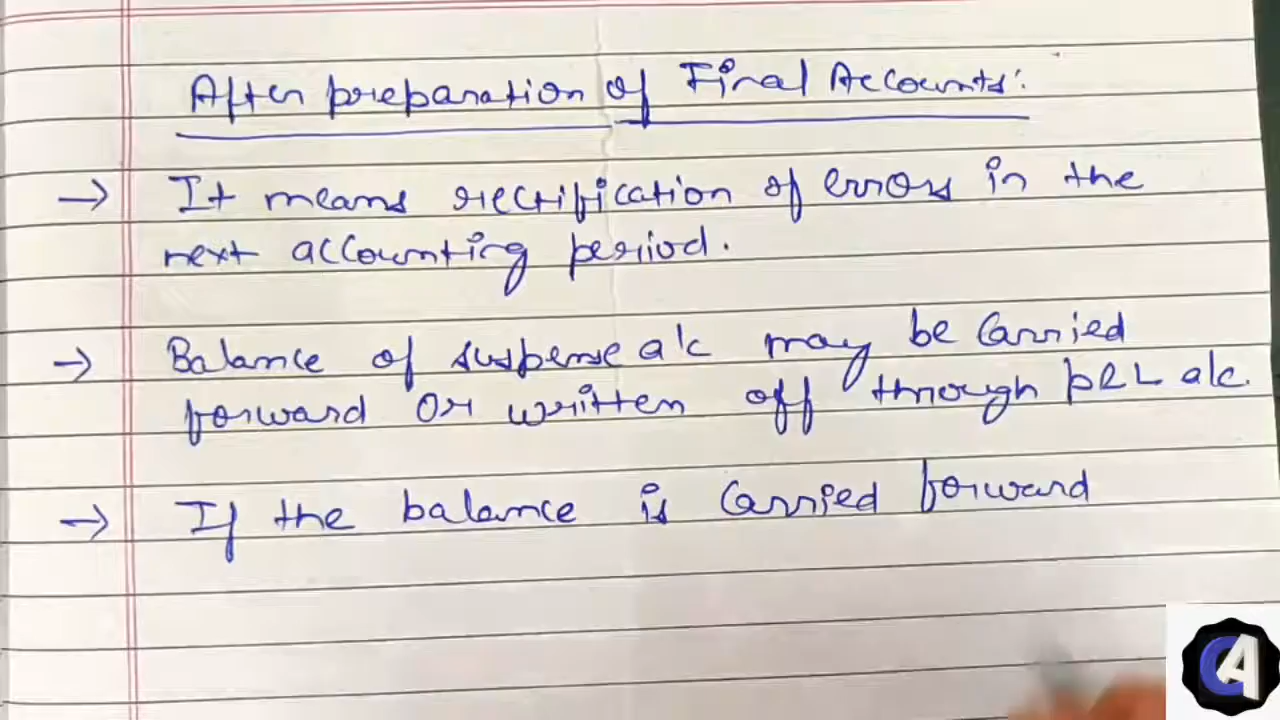 After preparation of Final Accounts:
→ It means rectification of errors in the
next accounting period.
→ Balance of suspense a/c may be carried
forward or written off through P&L a/c.
→ If the balance is carried forward
CA